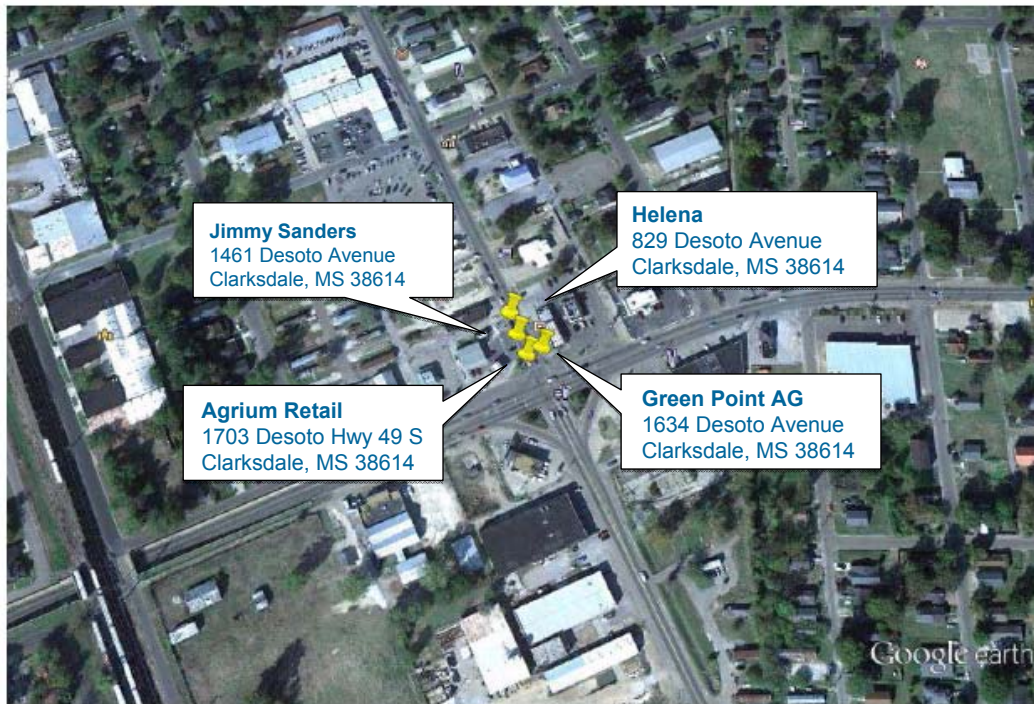 Jimmy Sanders
1461 Desoto Avenue
Clarksdale, MS 38614
Helena
829 Desoto Avenue
Clarksdale, MS 38614
Agrium Retail
1703 Desoto Hwy 49 S
Clarksdale, MS 38614
Green Point AG
1634 Desoto Avenue
Clarksdale, MS 38614
Google earth